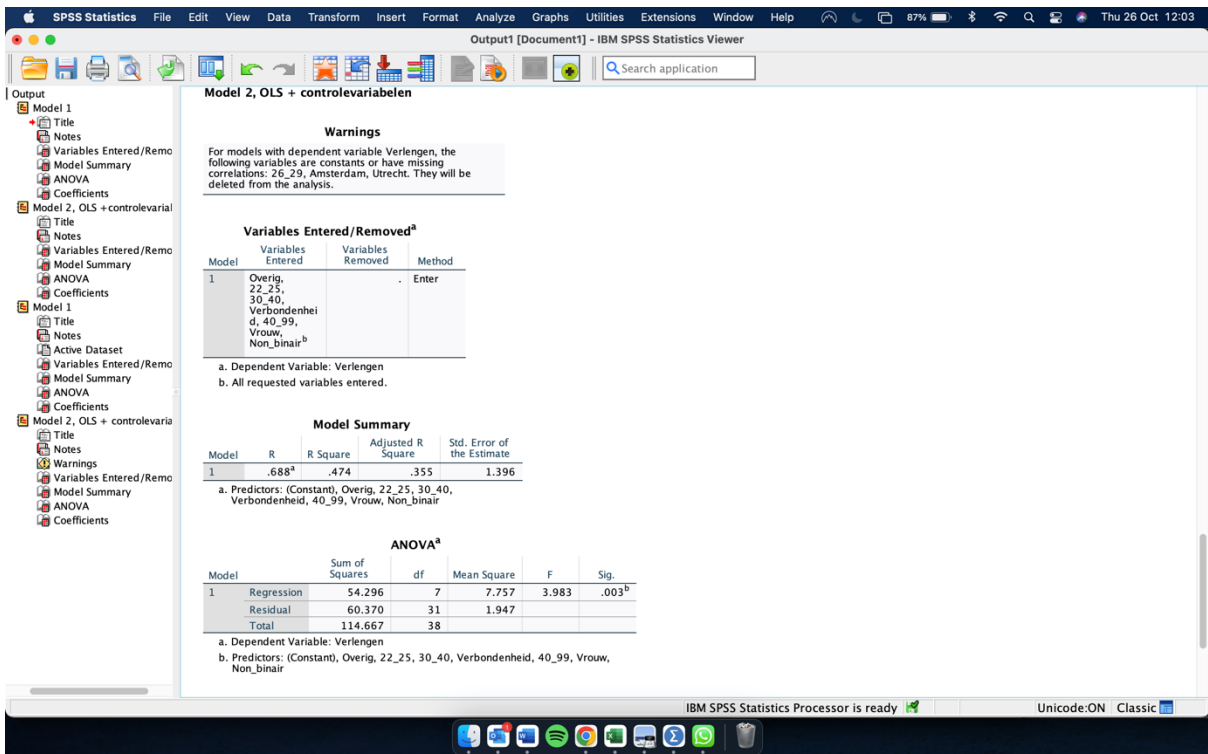 SPSS Statistics File Edit View Data Transform Insert Format Analyze Graphs Utilities Extensions Window Help 87% Thu 26 Oct 12:03
Output1 [Document1] - IBM SPSS Statistics Viewer
Search application
Output
Model 1
Title
Notes
Variables Entered/Remo
Model Summary
ANOVA
Coefficients
Model 2, OLS +controlevarial
Title
Notes
Variables Entered/Remo
Model Summary
ANOVA
Coefficients
Model 1
Title
Notes
Active Dataset
Variables Entered/Remo
Model Summary
ANOVA
Coefficients
Model 2, OLS + controlevaria
Title
Notes
Warnings
Variables Entered/Remo
Model Summary
ANOVA
Coefficients
Model 2, OLS + controlevariabelen
Warnings
For models with dependent variable Verlengen, the
following variables are constants or have missing
correlations: 26_29, Amsterdam, Utrecht. They will be
deleted from the analysis.
Variables Entered/Removedª
Variables Variables
Model Entered Removed Method
1 Overig, . Enter
22_25,
30_40,
Verbondenhei
d, 40_99,
Vrouw,
Non_binairᵇ
a. Dependent Variable: Verlengen
b. All requested variables entered.
Model Summary
Adjusted R Std. Error of
Model R R Square Square the Estimate
1 .688ª .474 .355 1.396
a. Predictors: (Constant), Overig, 22_25, 30_40,
Verbondenheid, 40_99, Vrouw, Non_binair
ANOVAª
Sum of
Model Squares df Mean Square F Sig.
1 Regression 54.296 7 7.757 3.983 .003ᵇ
Residual 60.370 31 1.947
Total 114.667 38
a. Dependent Variable: Verlengen
b. Predictors: (Constant), Overig, 22_25, 30_40, Verbondenheid, 40_99, Vrouw,
Non_binair
IBM SPSS Statistics Processor is ready Unicode:ON Classic